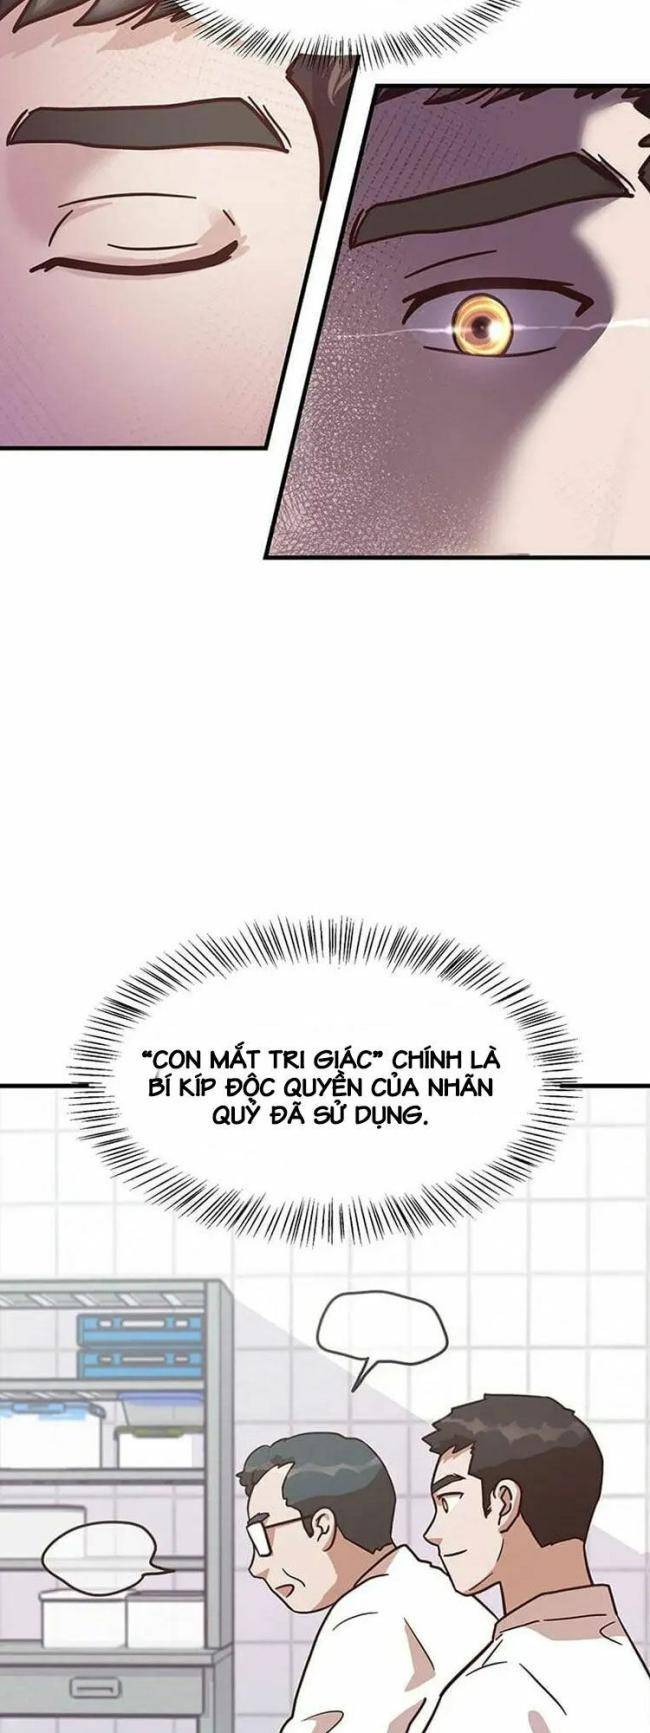 “CON MẮT TRI GIÁC” CHÍNH LÀ
BÍ KÍP ĐỘC QUYỀN CỦA NHÃN
QUỶ ĐÃ SỬ DỤNG.